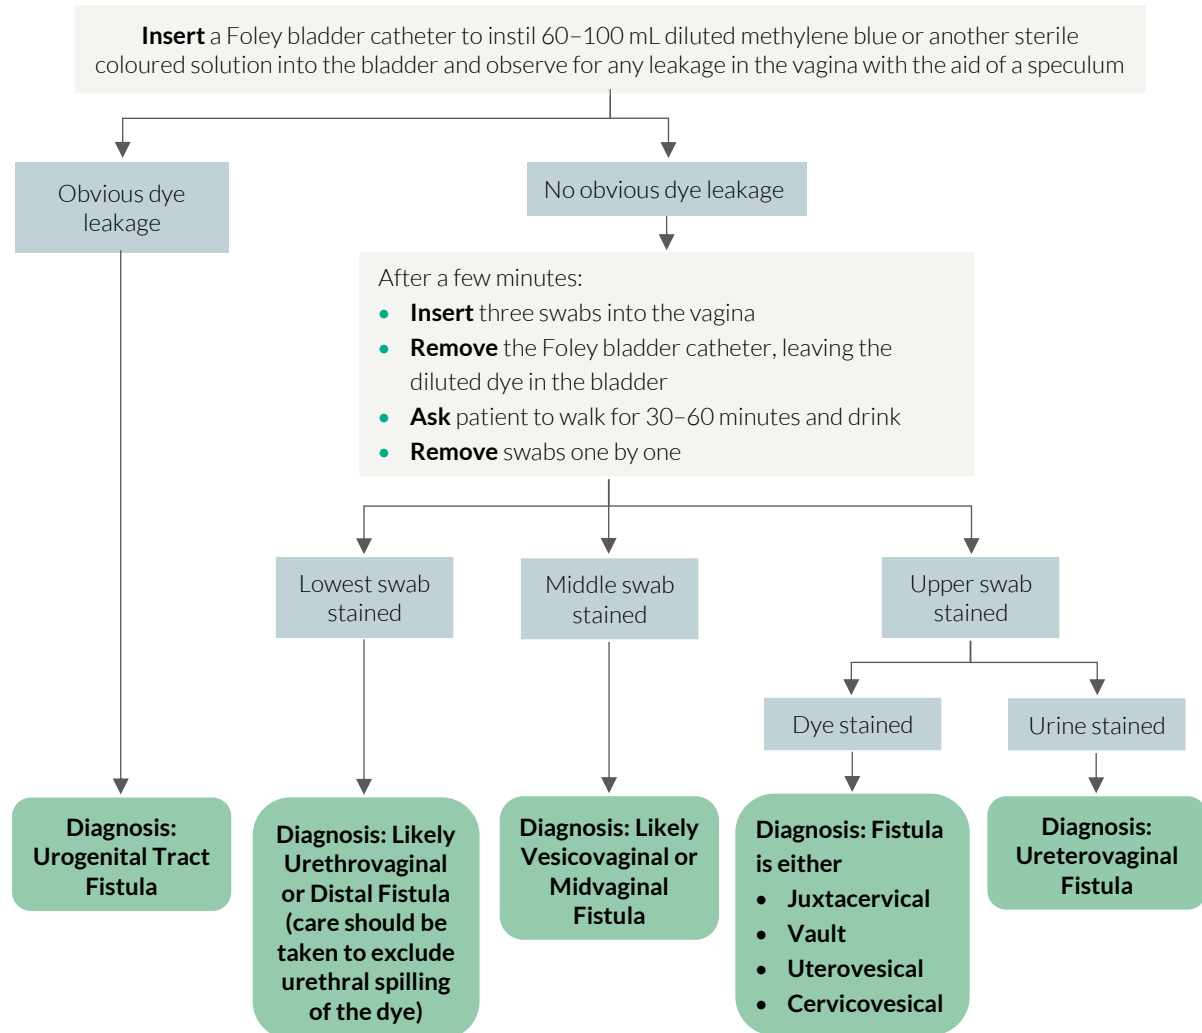 Insert a Foley bladder catheter to instil 60–100 mL diluted methylene blue or another sterile
coloured solution into the bladder and observe for any leakage in the vagina with the aid of a speculum
Obvious dye
leakage
No obvious dye leakage
After a few minutes:
• Insert three swabs into the vagina
• Remove the Foley bladder catheter, leaving the
diluted dye in the bladder
• Ask patient to walk for 30–60 minutes and drink
• Remove swabs one by one
Lowest swab
stained
Middle swab
stained
Upper swab
stained
Dye stained
Urine stained
Diagnosis:
Urogenital Tract
Fistula
Diagnosis: Likely
Urethrovaginal
or Distal Fistula
(care should be
taken to exclude
urethral spilling
of the dye)
Diagnosis: Likely
Vesicovaginal or
Midvaginal
Fistula
Diagnosis: Fistula
is either
• Juxtacervical
• Vault
• Uterovesical
• Cervicovesical
Diagnosis:
Ureterovaginal
Fistula